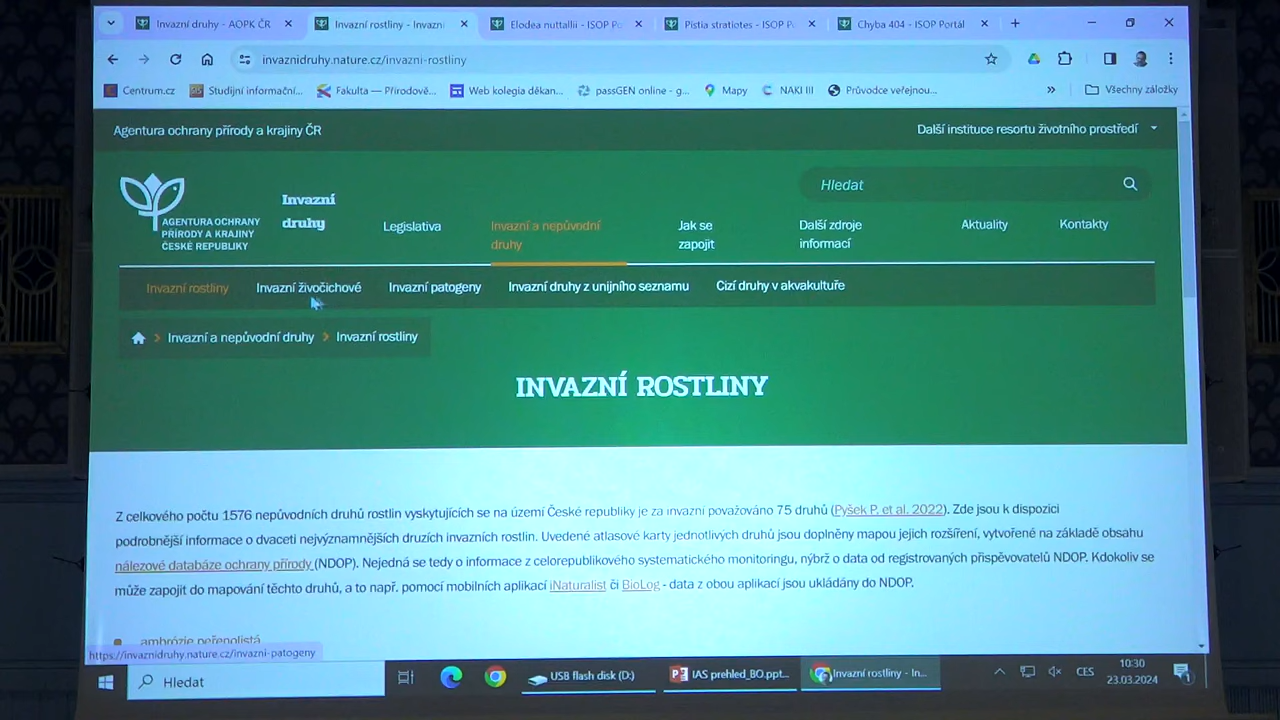 Invazní druhy - AOPK ČR
Invazní rostliny - Invazn
Elodea nuttallii - ISOP Po
Pistia stratiotes - ISOP P
Chyba 404 - ISOP Portál
invaznidruhy.nature.cz/invazni-rostliny
Centrum.cz
Studijní informační...
Fakulta — Přírodově...
Web kolegia děkan...
passGEN online - g...
Mapy
NAKI III
Průvodce veřejnou...
»
Všechny záložky
Agentura ochrany přírody a krajiny ČR
Další instituce resortu životního prostředí
Hledat
AGENTURA OCHRANY
PŘÍRODY A KRAJINY
ČESKÉ REPUBLIKY
Invazní
druhy
Legislativa
Invazní a nepůvodní
druhy
Jak se
zapojit
Další zdroje
informací
Aktuality
Kontakty
Invazní rostliny
Invazní živočichové
Invazní patogeny
Invazní druhy z unijního seznamu
Cizí druhy v akvakultuře
Invazní a nepůvodní druhy
Invazní rostliny
INVAZNÍ ROSTLINY
Z celkového počtu 1576 nepůvodních druhů rostlin vyskytujících se na území České republiky je za invazní považováno 75 druhů (Pyšek P. et al. 2022). Zde jsou k dispozici
podrobnější informace o dvaceti nejvýznamnějších druzích invazních rostlin. Uvedené atlasové karty jednotlivých druhů jsou doplněny mapou jejich rozšíření, vytvořené na základě obsahu
nálezové databáze ochrany přírody (NDOP). Nejedná se tedy o informace z celorepublikového systematického monitoringu, nýbrž o data od registrovaných přispěvovatelů NDOP. Kdokoliv se
může zapojit do mapování těchto druhů, a to např. pomocí mobilních aplikací iNaturalist či BioLog - data z obou aplikací jsou ukládány do NDOP.
ambrózie peřenolistá
https://invaznidruhy.nature.cz/invazni-patogeny
Hledat
USB flash disk (D:)
IAS prehled_BO.ppt...
Invazní rostliny - In...
CES
10:30
23.03.2024
1